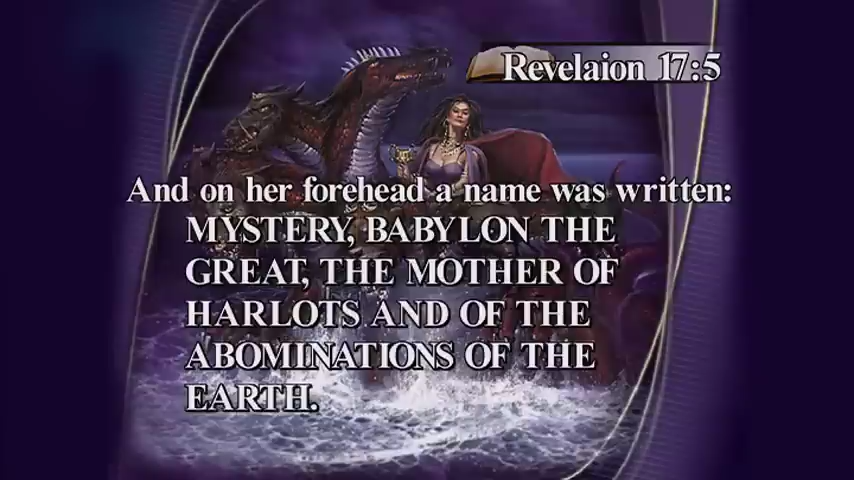 Revelaion 17:5
And on her forehead a name was written:
MYSTERY, BABYLON THE
GREAT, THE MOTHER OF
HARLOTS AND OF THE
ABOMINATIONS OF THE
EARTH.